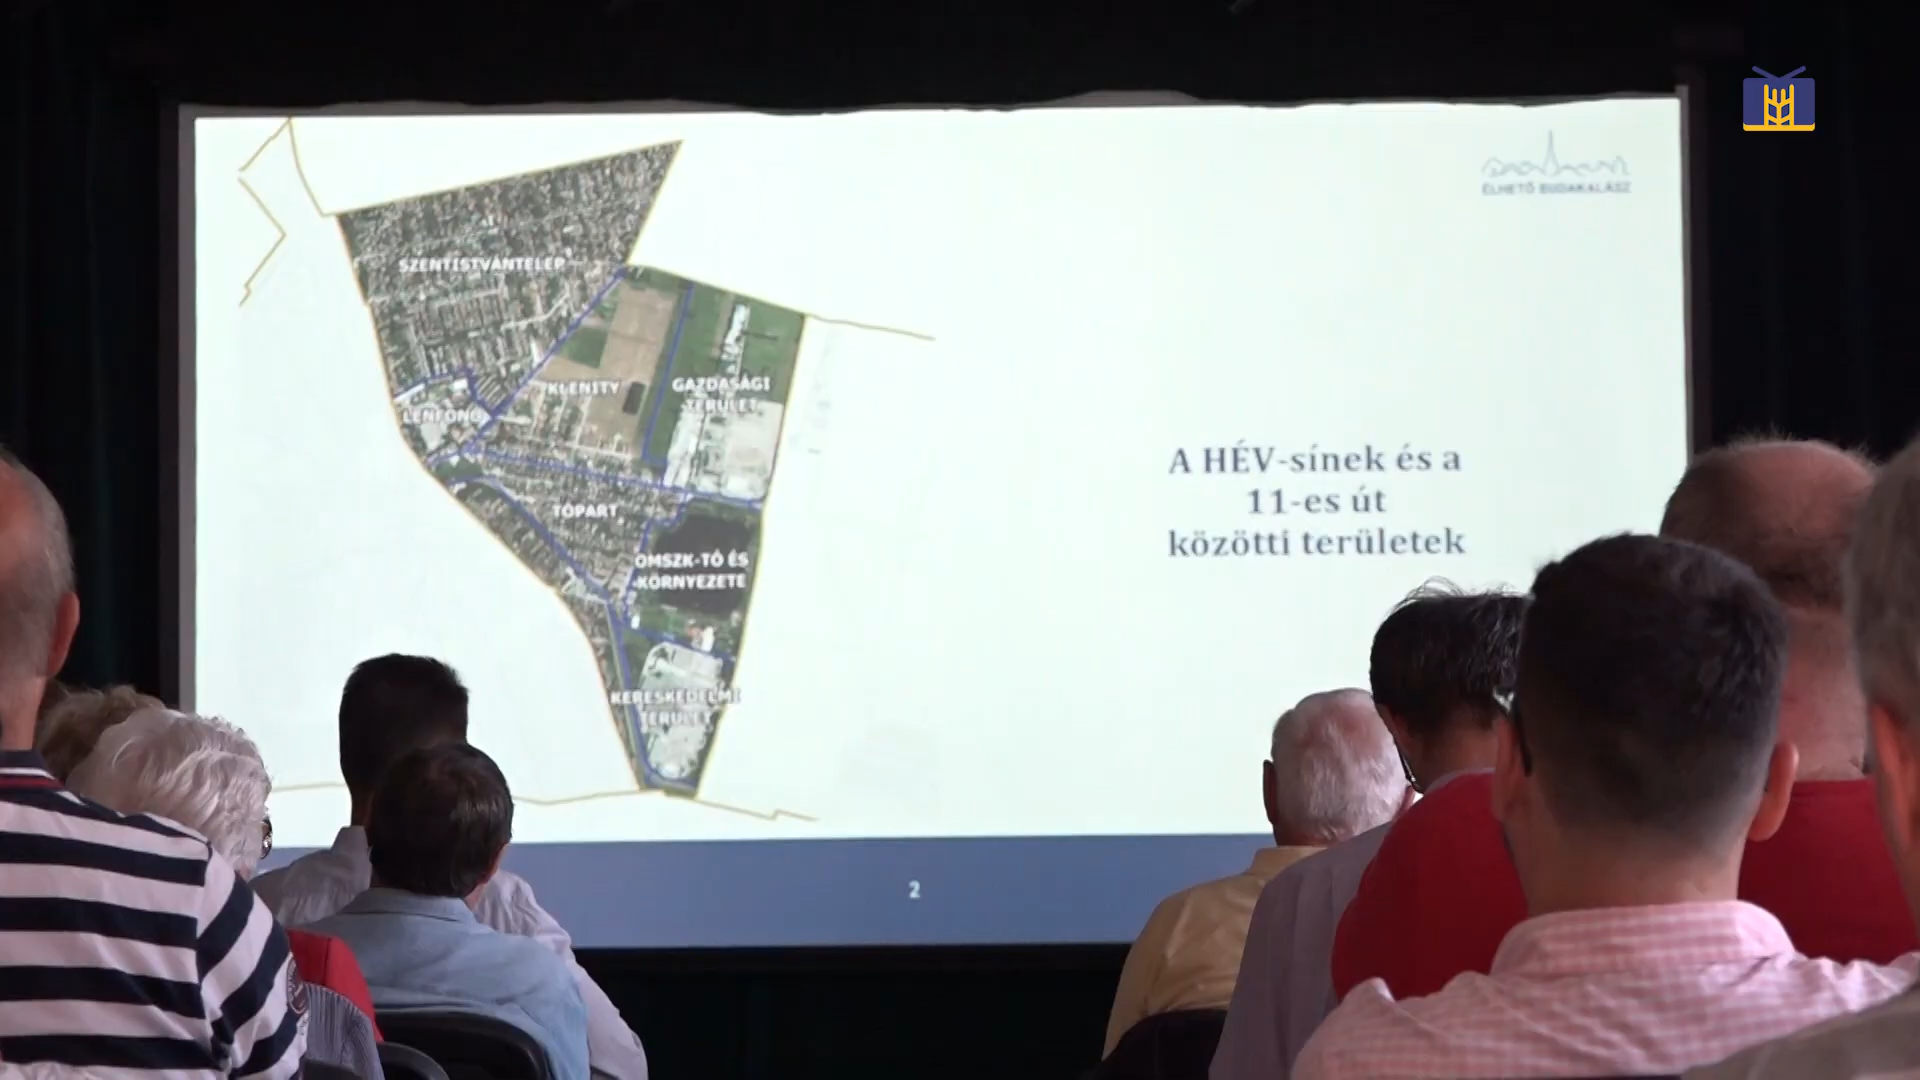 ÉLHETŐ BUDAKALÁSZ
SZENTISTVÁNTELEP
KLENITY
GAZDASÁGI
TERÜLET
LENFONÓ
TÓPART
OMSZK-TÓ ÉS
KÖRNYEZETE
KERESKEDELMI
TERÜLET
A HÉV-sínek és a
11-es út
közötti területek
2